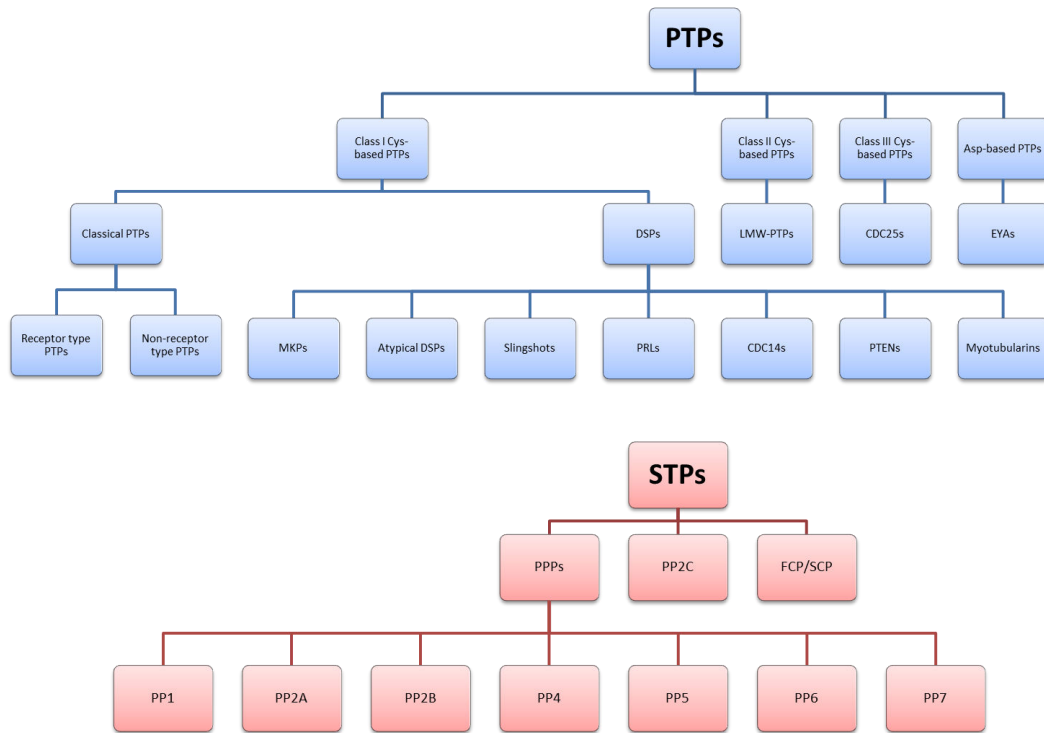 PTPs
Class I Cys-
based PTPs
Class II Cys-
based PTPs
Class III Cys-
based PTPs
Asp-based PTPs
Classical PTPs
DSPs
LMW-PTPs
CDC25s
EYAs
Receptor type
PTPs
Non-receptor
type PTPs
MKPs
Atypical DSPs
Slingshots
PRLs
CDC14s
PTENs
Myotubularins
STPs
PPPs
PP2C
FCP/SCP
PP1
PP2A
PP2B
PP4
PP5
PP6
PP7